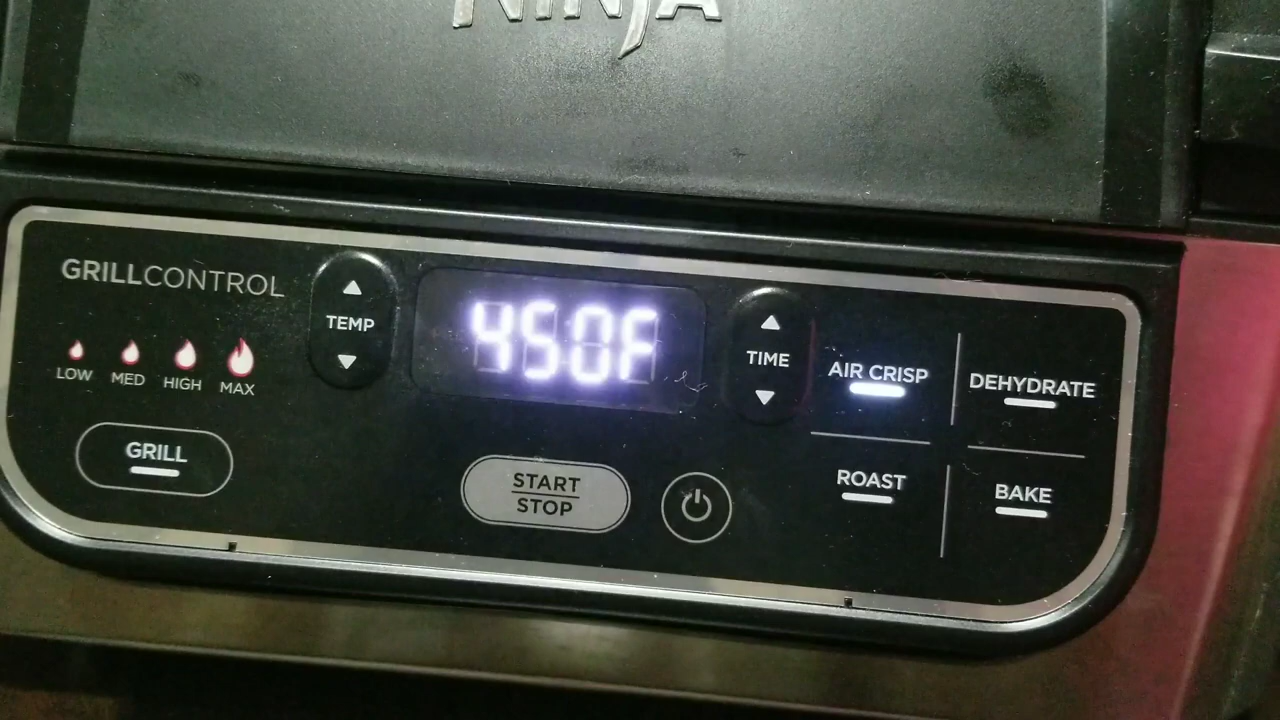 NINJA
GRILLCONTROL
LOW MED HIGH MAX
GRILL
TEMP
450F
TIME
START
STOP
AIR CRISP
DEHYDRATE
ROAST
BAKE